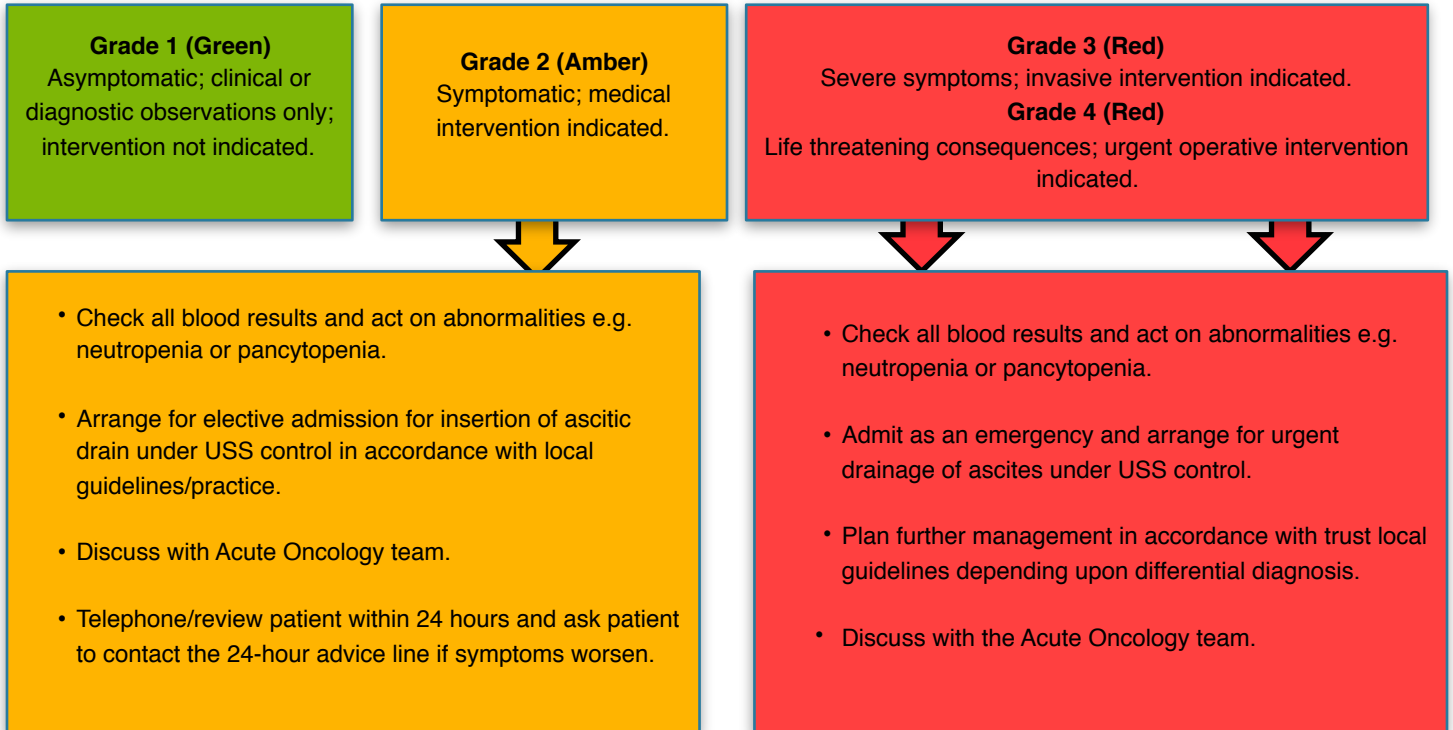 Grade 1 (Green)
Asymptomatic; clinical or
diagnostic observations only;
intervention not indicated.
Grade 2 (Amber)
Symptomatic; medical
intervention indicated.
Grade 3 (Red)
Severe symptoms; invasive intervention indicated.
Grade 4 (Red)
Life threatening consequences; urgent operative intervention
indicated.
• Check all blood results and act on abnormalities e.g.
neutropenia or pancytopenia.
• Arrange for elective admission for insertion of ascitic
drain under USS control in accordance with local
guidelines/practice.
• Discuss with Acute Oncology team.
• Telephone/review patient within 24 hours and ask patient
to contact the 24-hour advice line if symptoms worsen.
• Check all blood results and act on abnormalities e.g.
neutropenia or pancytopenia.
• Admit as an emergency and arrange for urgent
drainage of ascites under USS control.
• Plan further management in accordance with trust local
guidelines depending upon differential diagnosis.
• Discuss with the Acute Oncology team.